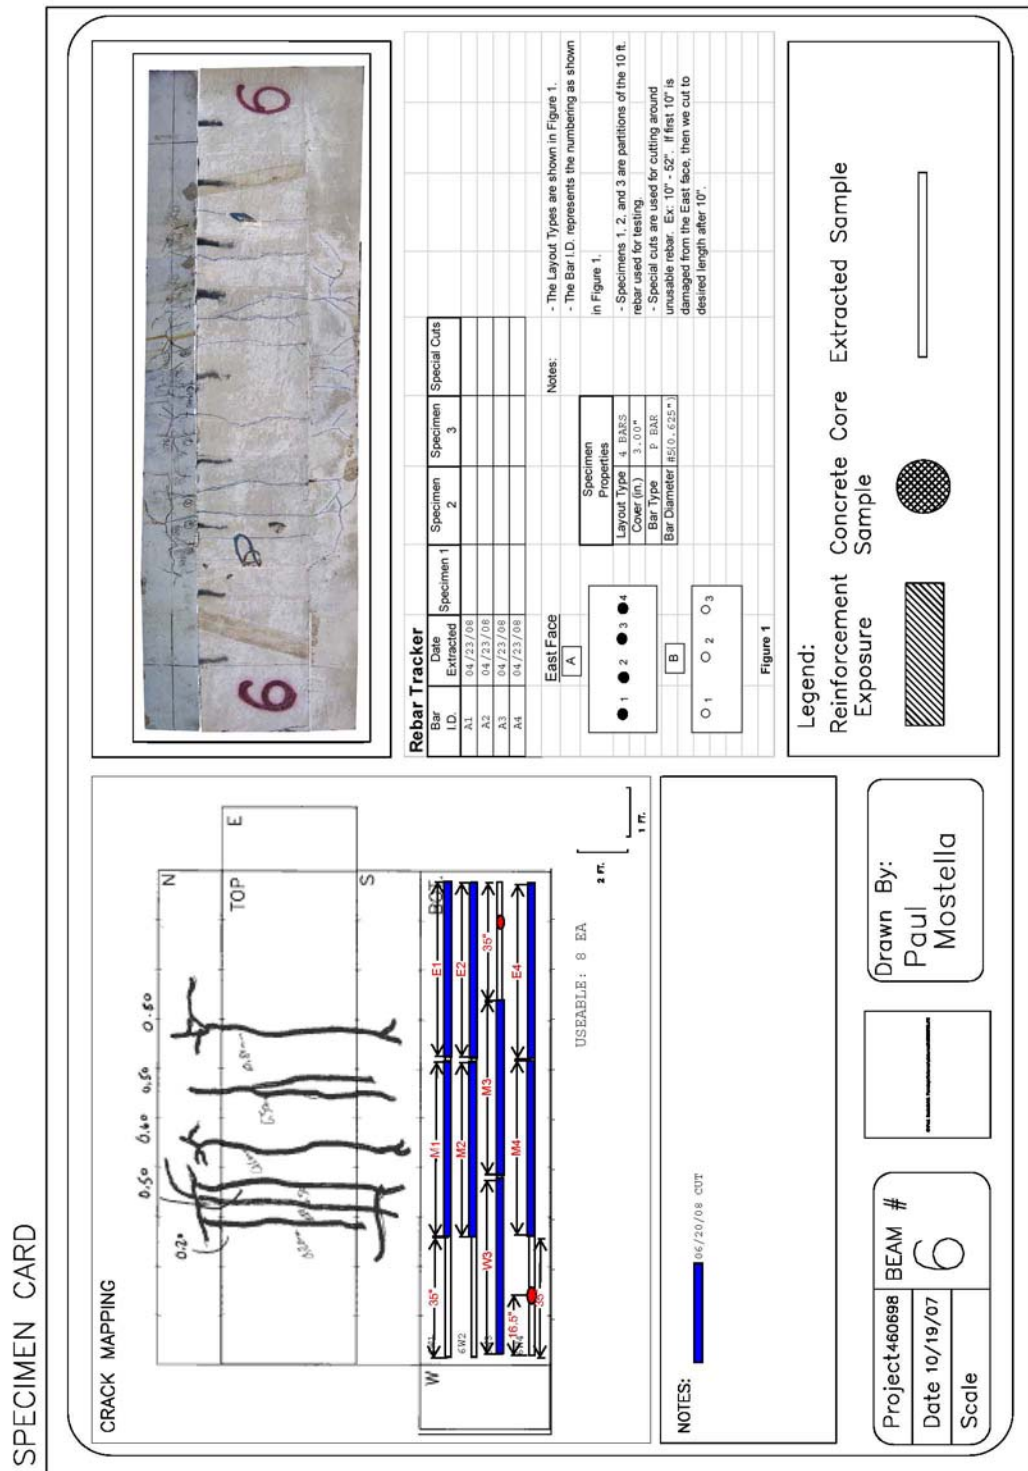 SPECIMEN CARD
CRACK MAPPING
N
E
TOP
S
0.20
0.50
0.60
0.50
0.80
W
BOT.
35"
M1
E1
6W2
M2
E2
W3
M3
35"
16.5"
35"
M4
E4
2 FT.
1 FT.
USEABLE: 8 EA
NOTES:
06/20/08 CUT
6
6
Rebar Tracker
Bar I.D. Date Extracted Specimen 1 Specimen 2 Specimen 3 Special Cuts
A1 04/23/08
A2 04/23/08
A3 04/23/08
A4 04/23/08
East Face
A
1 2 3 4
B
1 2 3
Figure 1
Specimen Properties
Layout Type 4 BARS
Cover (in.) 3.00"
Bar Type P BAR
Bar Diameter #5(0.625")
Notes:
- The Layout Types are shown in Figure 1.
- The Bar I.D. represents the numbering as shown
in Figure 1.
- Specimens 1, 2, and 3 are partitions of the 10 ft.
rebar used for testing.
- Special cuts are used for cutting around
unusable rebar. Ex: 10" - 52". If first 10" is
damaged from the East face, then we cut to
desired length after 10".
Project 460698
Date 10/19/07
Scale
BEAM #
6
Drawn By:
Paul
Mostella
Legend:
Reinforcement Exposure
Concrete Core Sample
Extracted Sample